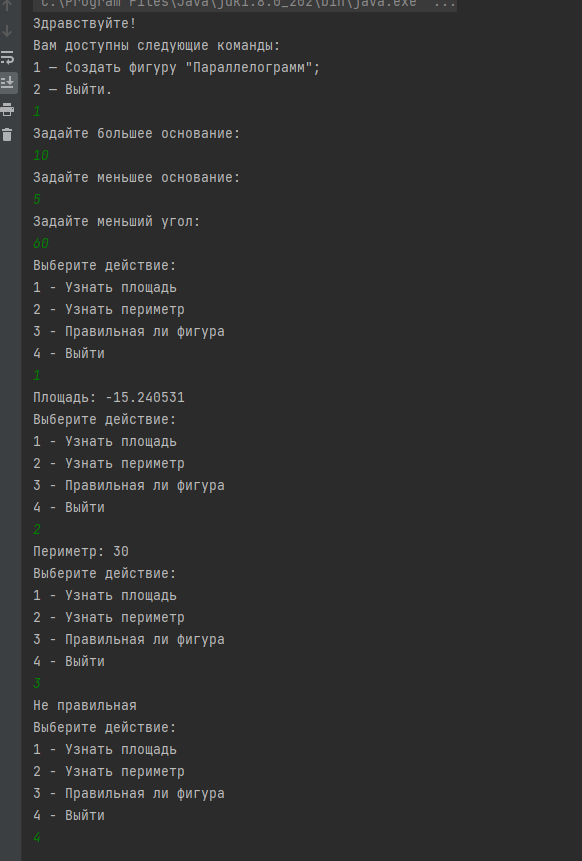 "C:\Program Files\Java\jdk1.8.0_202\bin\java.exe" ...
Здравствуйте!
Вам доступны следующие команды:
1 — Создать фигуру "Параллелограмм";
2 — Выйти.
1
Задайте большее основание:
10
Задайте меньшее основание:
5
Задайте меньший угол:
60
Выберите действие:
1 - Узнать площадь
2 - Узнать периметр
3 - Правильная ли фигура
4 - Выйти
1
Площадь: -15.240531
Выберите действие:
1 - Узнать площадь
2 - Узнать периметр
3 - Правильная ли фигура
4 - Выйти
2
Периметр: 30
Выберите действие:
1 - Узнать площадь
2 - Узнать периметр
3 - Правильная ли фигура
4 - Выйти
3
Не правильная
Выберите действие:
1 - Узнать площадь
2 - Узнать периметр
3 - Правильная ли фигура
4 - Выйти
4